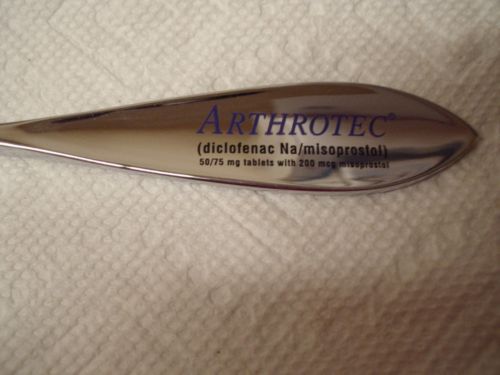 ARTHROTEC®
(diclofenac Na/misoprostol)
50/75 mg tablets with 200 mcg misoprostol